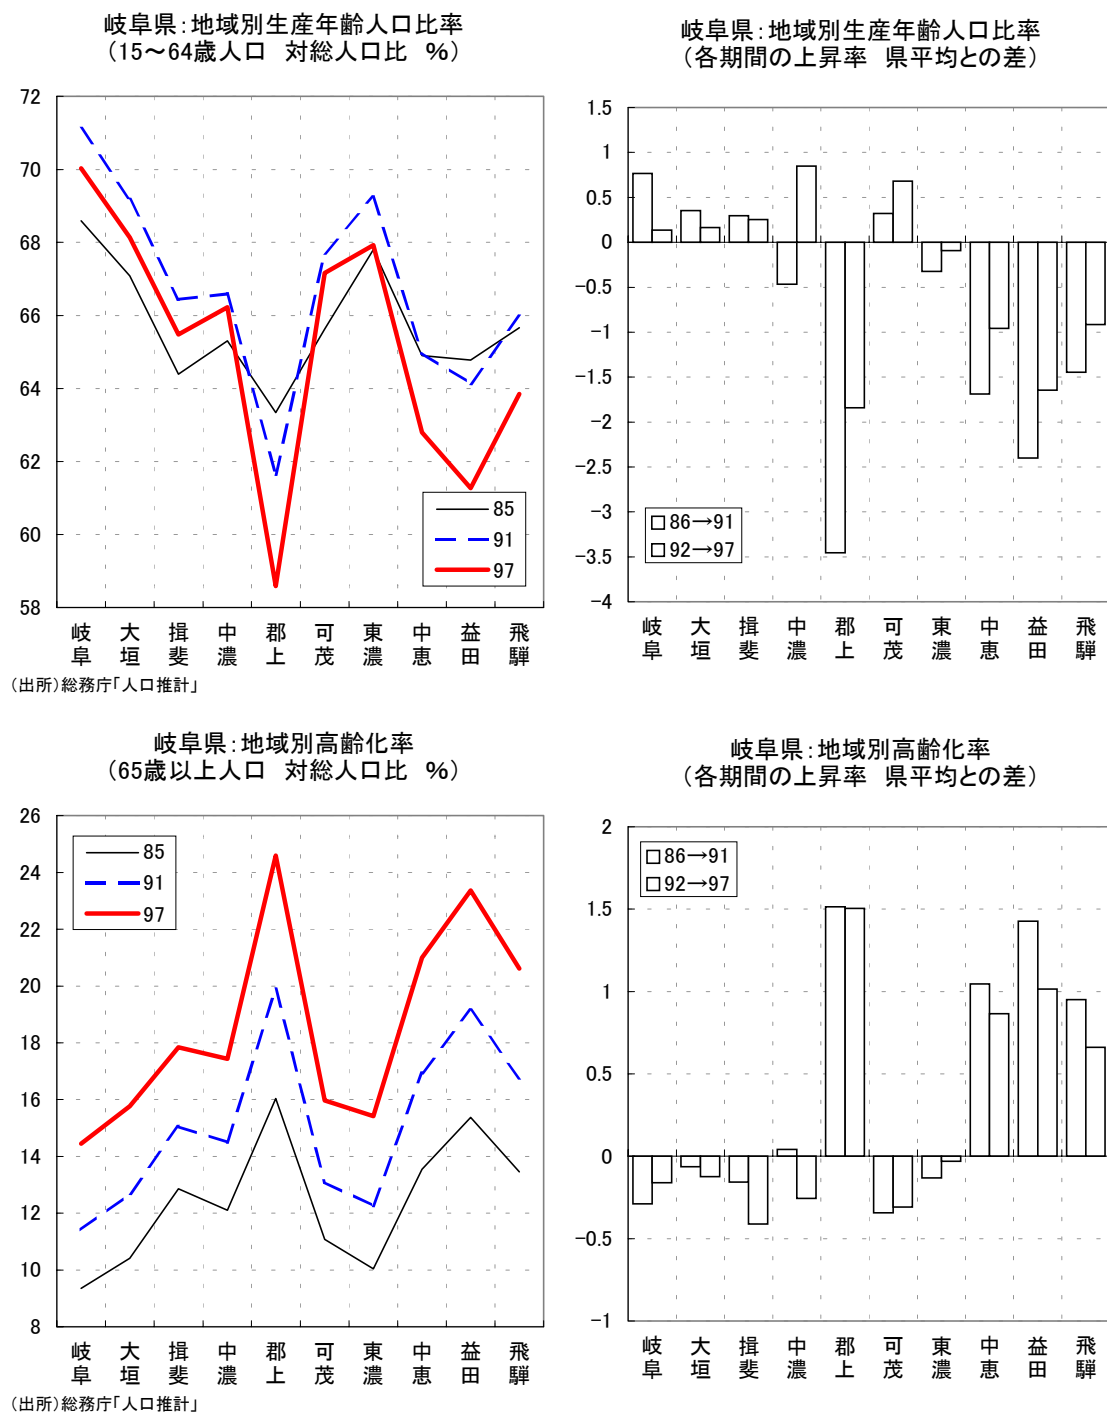 岐阜県：地域別生産年齢人口比率
（15～64歳人口　対総人口比　％）
72
70
68
66
64
62
60
58
85
91
97
岐阜
大垣
揖斐
中濃
郡上
可茂
東濃
中恵
益田
飛騨
（出所）総務庁「人口推計」
岐阜県：地域別生産年齢人口比率
（各期間の上昇率　県平均との差）
1.5
1
0.5
0
−0.5
−1
−1.5
−2
−2.5
−3
−3.5
−4
86→91
92→97
岐阜
大垣
揖斐
中濃
郡上
可茂
東濃
中恵
益田
飛騨
岐阜県：地域別高齢化率
（65歳以上人口　対総人口比　％）
26
24
22
20
18
16
14
12
10
8
85
91
97
岐阜
大垣
揖斐
中濃
郡上
可茂
東濃
中恵
益田
飛騨
（出所）総務庁「人口推計」
岐阜県：地域別高齢化率
（各期間の上昇率　県平均との差）
2
1.5
1
0.5
0
−0.5
−1
86→91
92→97
岐阜
大垣
揖斐
中濃
郡上
可茂
東濃
中恵
益田
飛騨